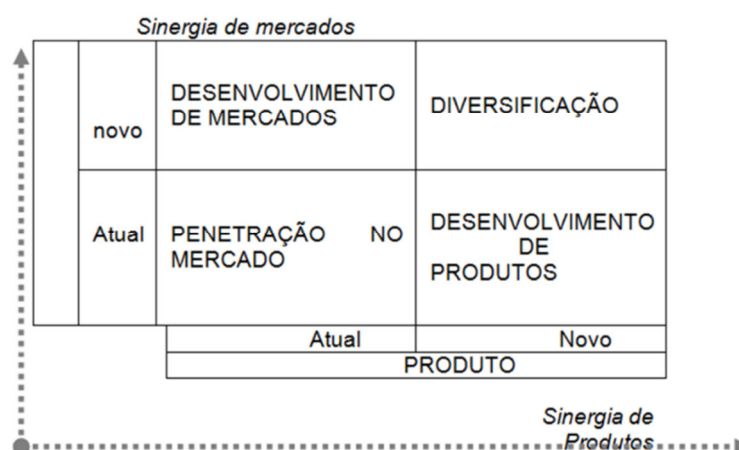 Sinergia de mercados
DESENVOLVIMENTO
DE MERCADOS
DIVERSIFICAÇÃO
novo
Atual
PENETRAÇÃO NO
MERCADO
DESENVOLVIMENTO
DE
PRODUTOS
Atual
Novo
PRODUTO
Sinergia de
Produtos